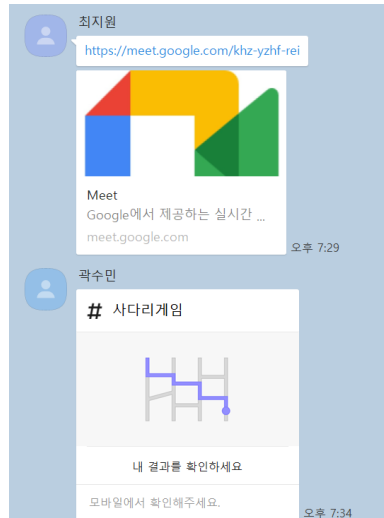 최지원
https://meet.google.com/khz-yzhf-rei
Meet
Google에서 제공하는 실시간 ...
meet.google.com
오후 7:29
곽수민
# 사다리게임
내 결과를 확인하세요
모바일에서 확인해주세요.
오후 7:34